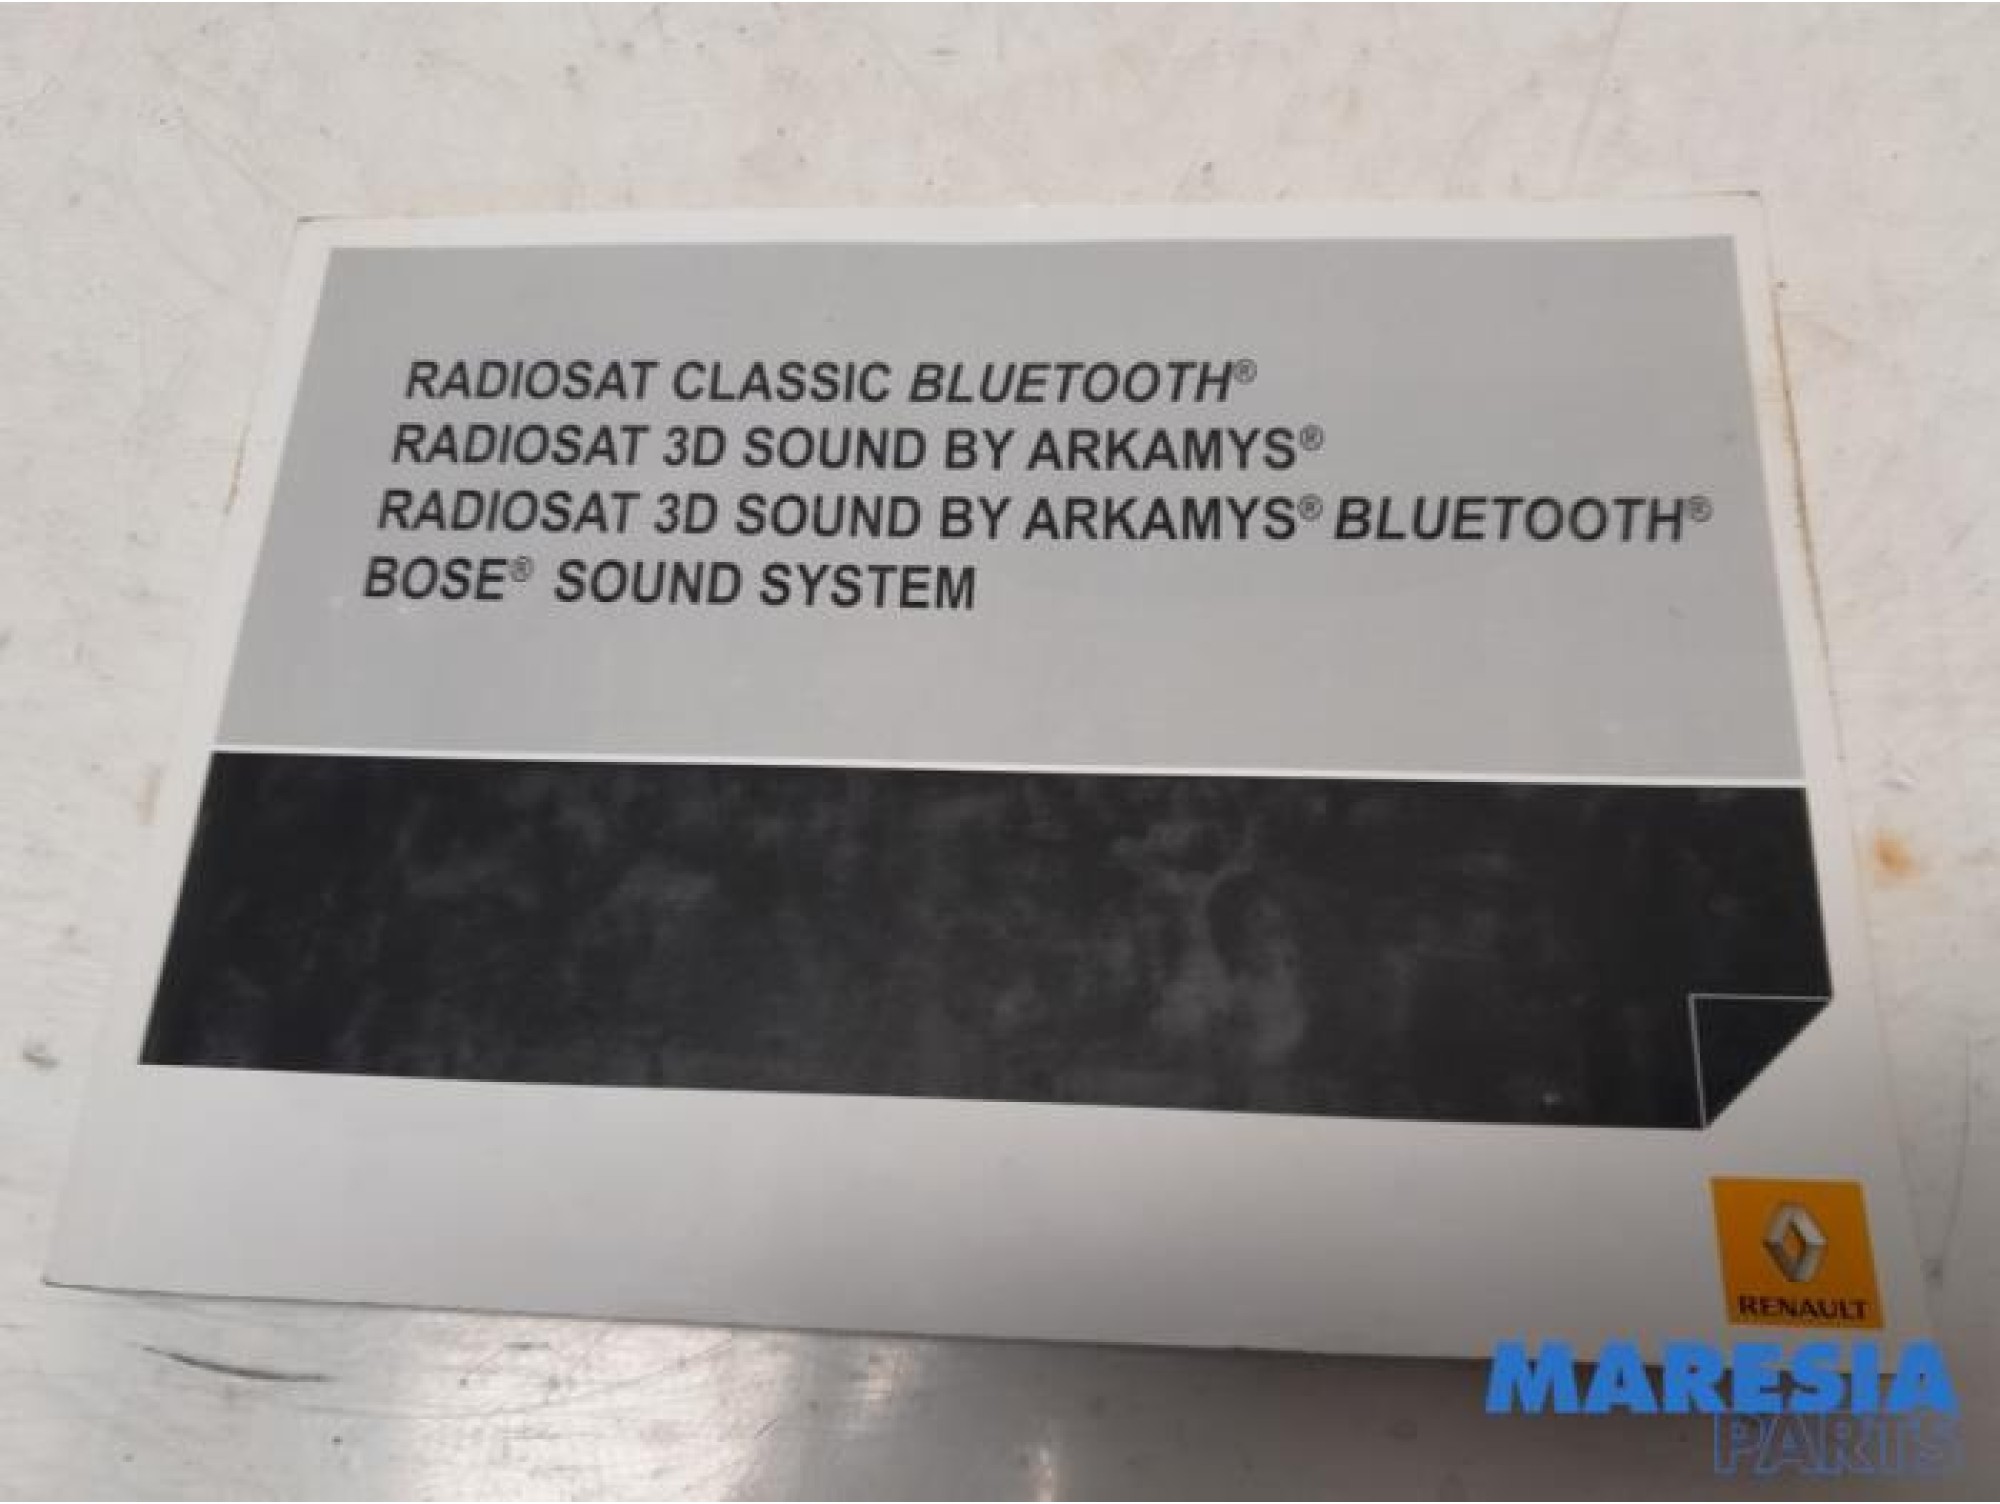 RADIOSAT CLASSIC BLUETOOTH®
RADIOSAT 3D SOUND BY ARKAMYS®
RADIOSAT 3D SOUND BY ARKAMYS® BLUETOOTH®
BOSE® SOUND SYSTEM
RENAULT
MARESIA
PARTS